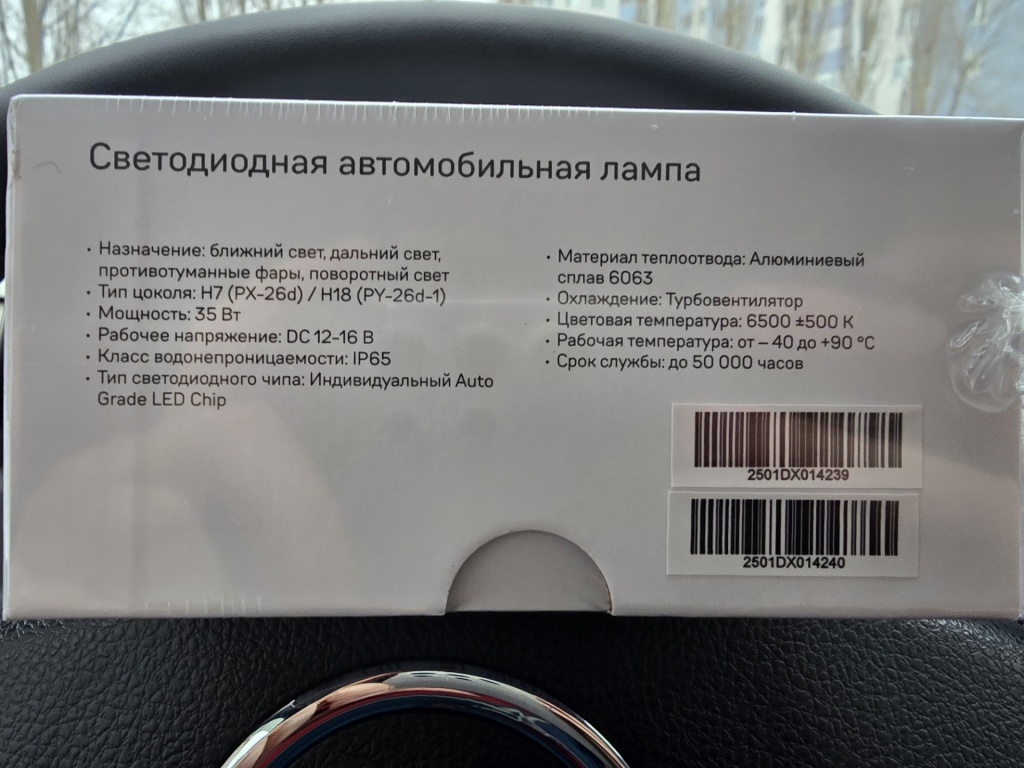 Светодиодная автомобильная лампа
· Назначение: ближний свет, дальний свет,
противотуманные фары, поворотный свет
· Тип цоколя: H7 (PX-26d) / H18 (PY-26d-1)
· Мощность: 35 Вт
· Рабочее напряжение: DC 12-16 В
· Класс водонепроницаемости: IP65
· Тип светодиодного чипа: Индивидуальный Auto
Grade LED Chip
· Материал теплоотвода: Алюминиевый
сплав 6063
· Охлаждение: Турбовентилятор
· Цветовая температура: 6500 ±500 К
· Рабочая температура: от – 40 до +90 °C
· Срок службы: до 50 000 часов
2501DX014239
2501DX014240